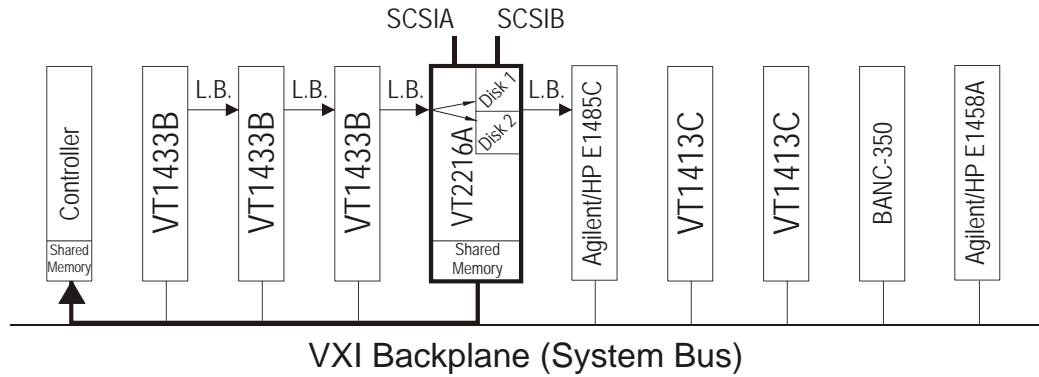 SCSIA SCSIB
Controller
Shared
Memory
VT1433B
L.B.
VT1433B
L.B.
VT1433B
L.B.
VT2216A
Disk 1
Disk 2
Shared
Memory
L.B.
Agilent/HP E1485C
VT1413C
VT1413C
BANC-350
Agilent/HP E1458A
VXI Backplane (System Bus)